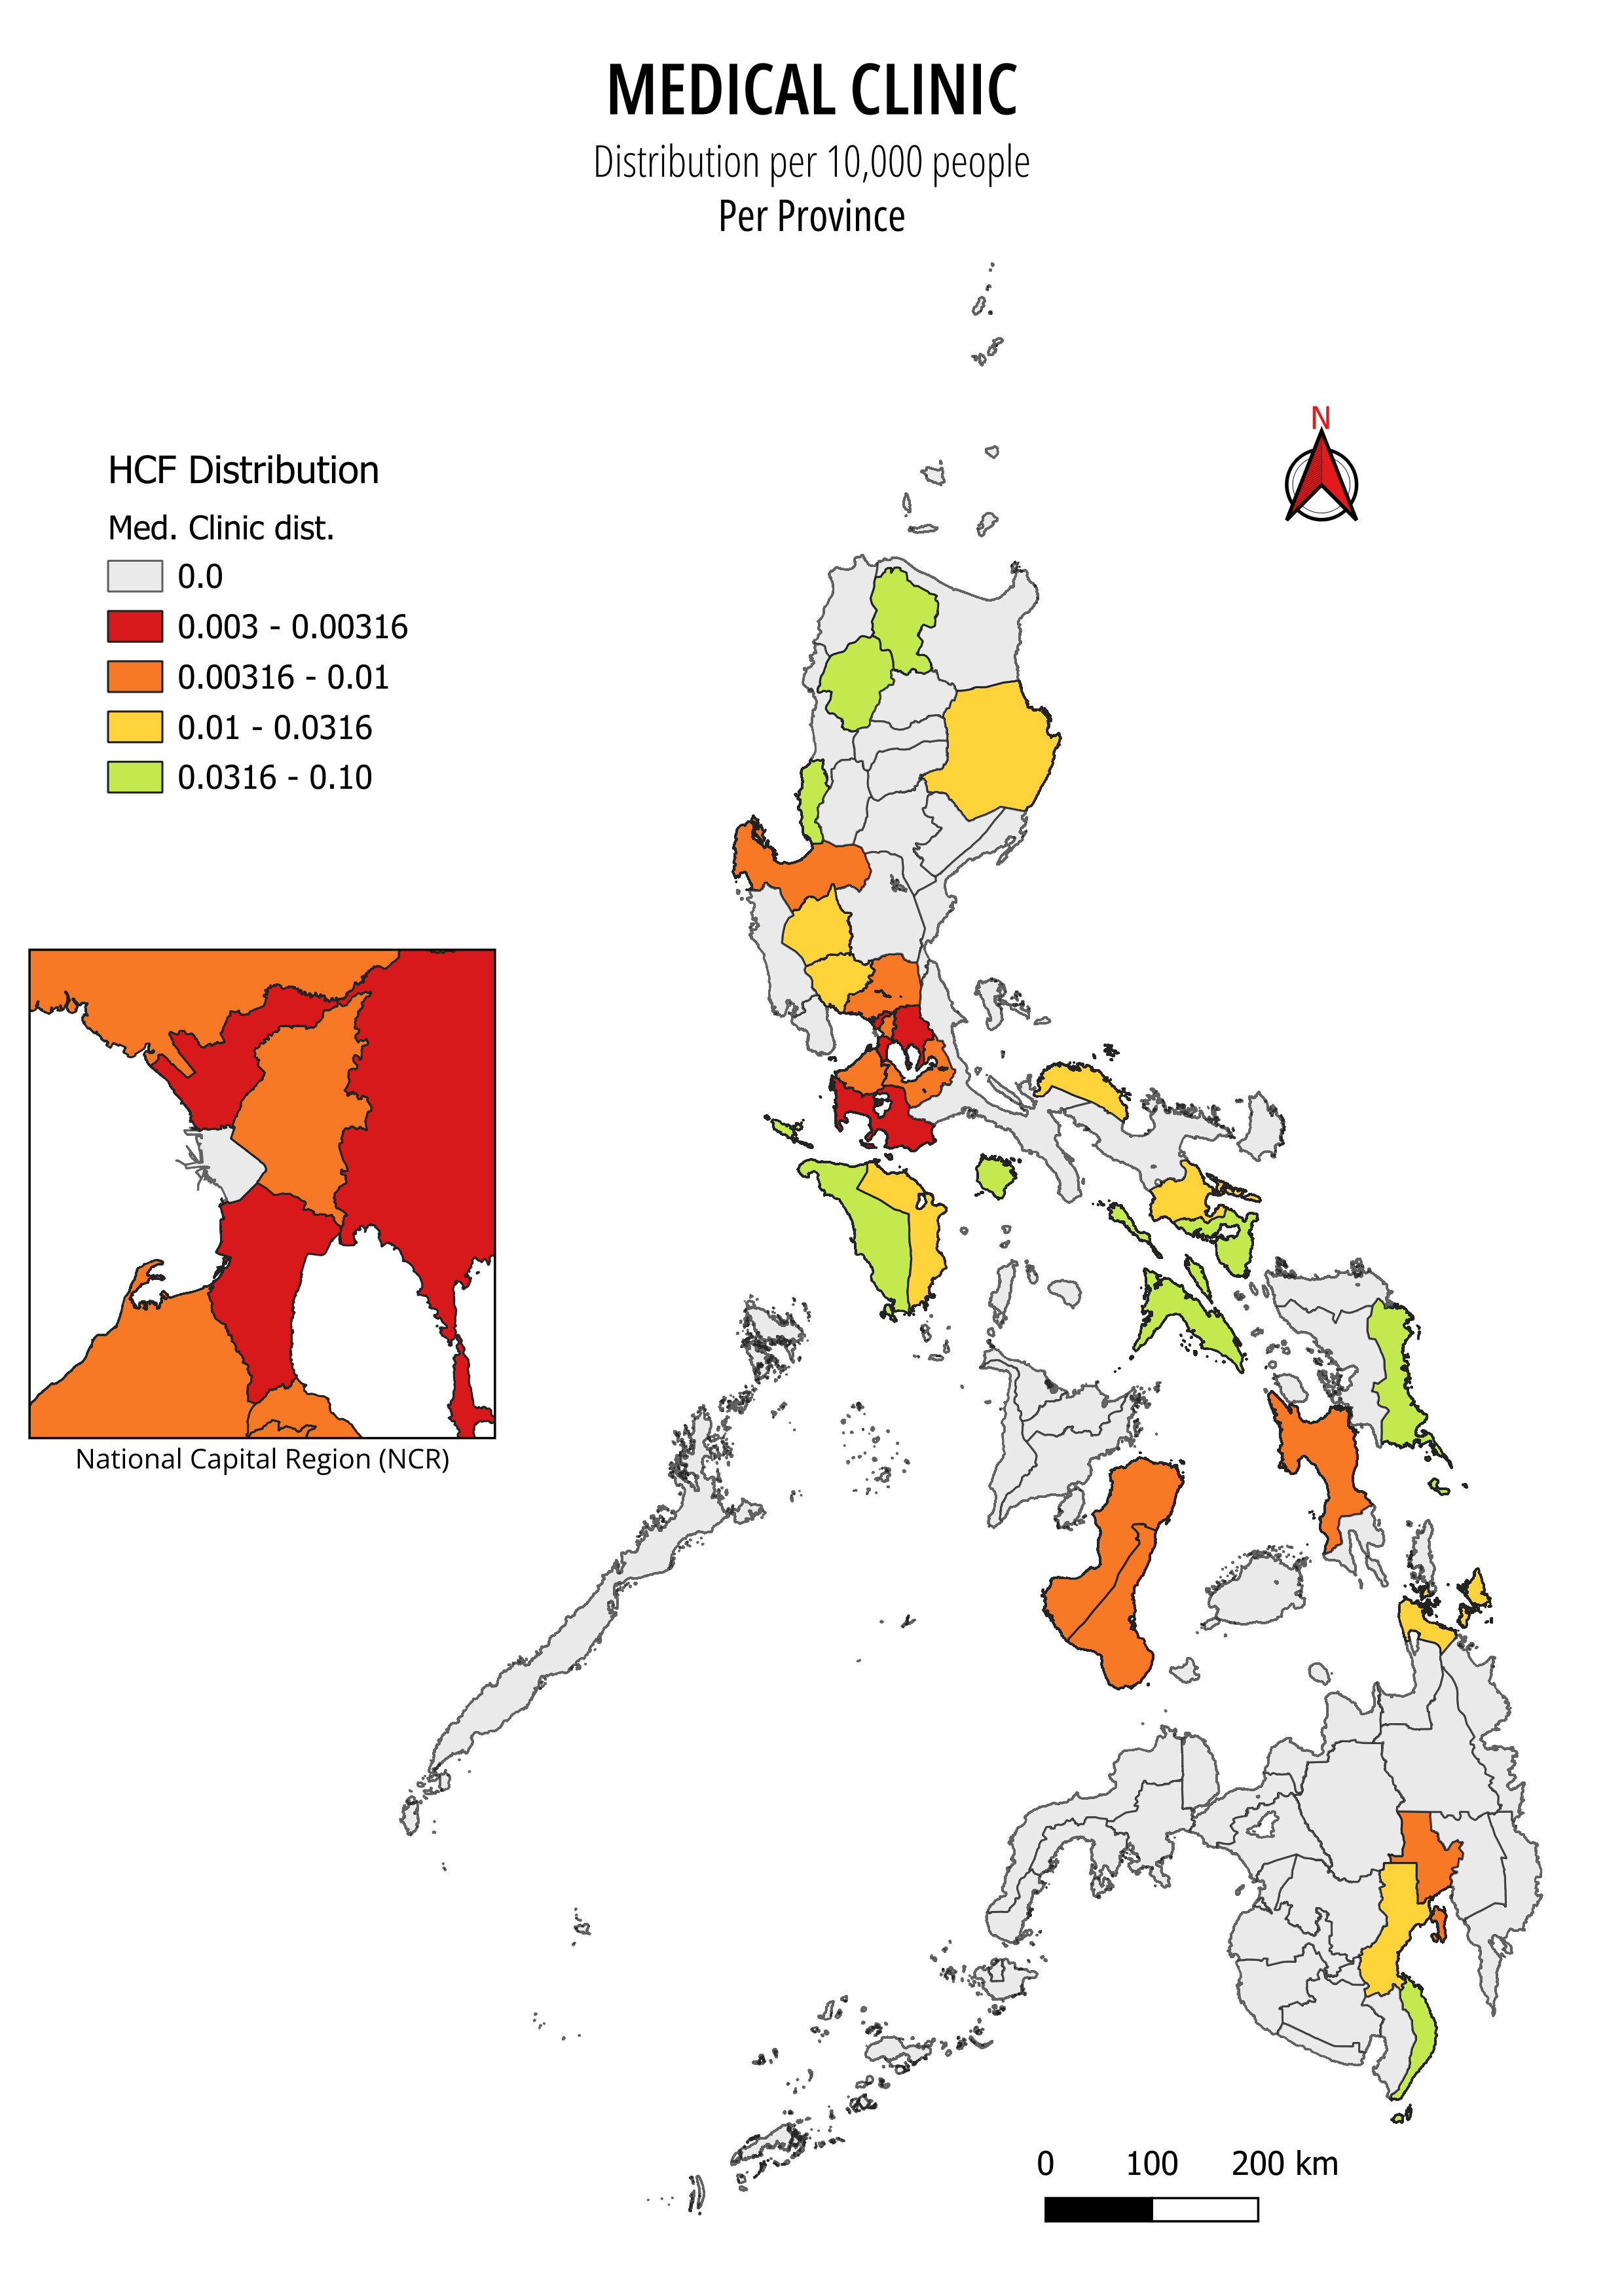 MEDICAL CLINIC
Distribution per 10,000 people
Per Province
N
HCF Distribution
Med. Clinic dist.
0.0
0.003 - 0.00316
0.00316 - 0.01
0.01 - 0.0316
0.0316 - 0.10
National Capital Region (NCR)
0 100 200 km